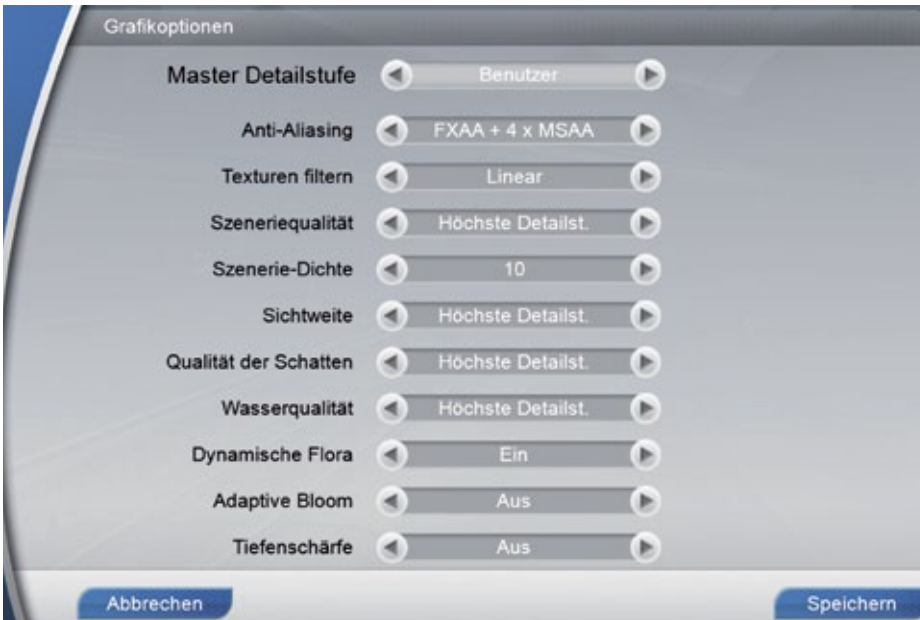 Grafikoptionen
Master Detailstufe Benutzer
Anti-Aliasing FXAA + 4 x MSAA
Texturen filtern Linear
Szeneriequalität Höchste Detailst.
Szenerie-Dichte 10
Sichtweite Höchste Detailst.
Qualität der Schatten Höchste Detailst.
Wasserqualität Höchste Detailst.
Dynamische Flora Ein
Adaptive Bloom Aus
Tiefenschärfe Aus
Abbrechen Speichern